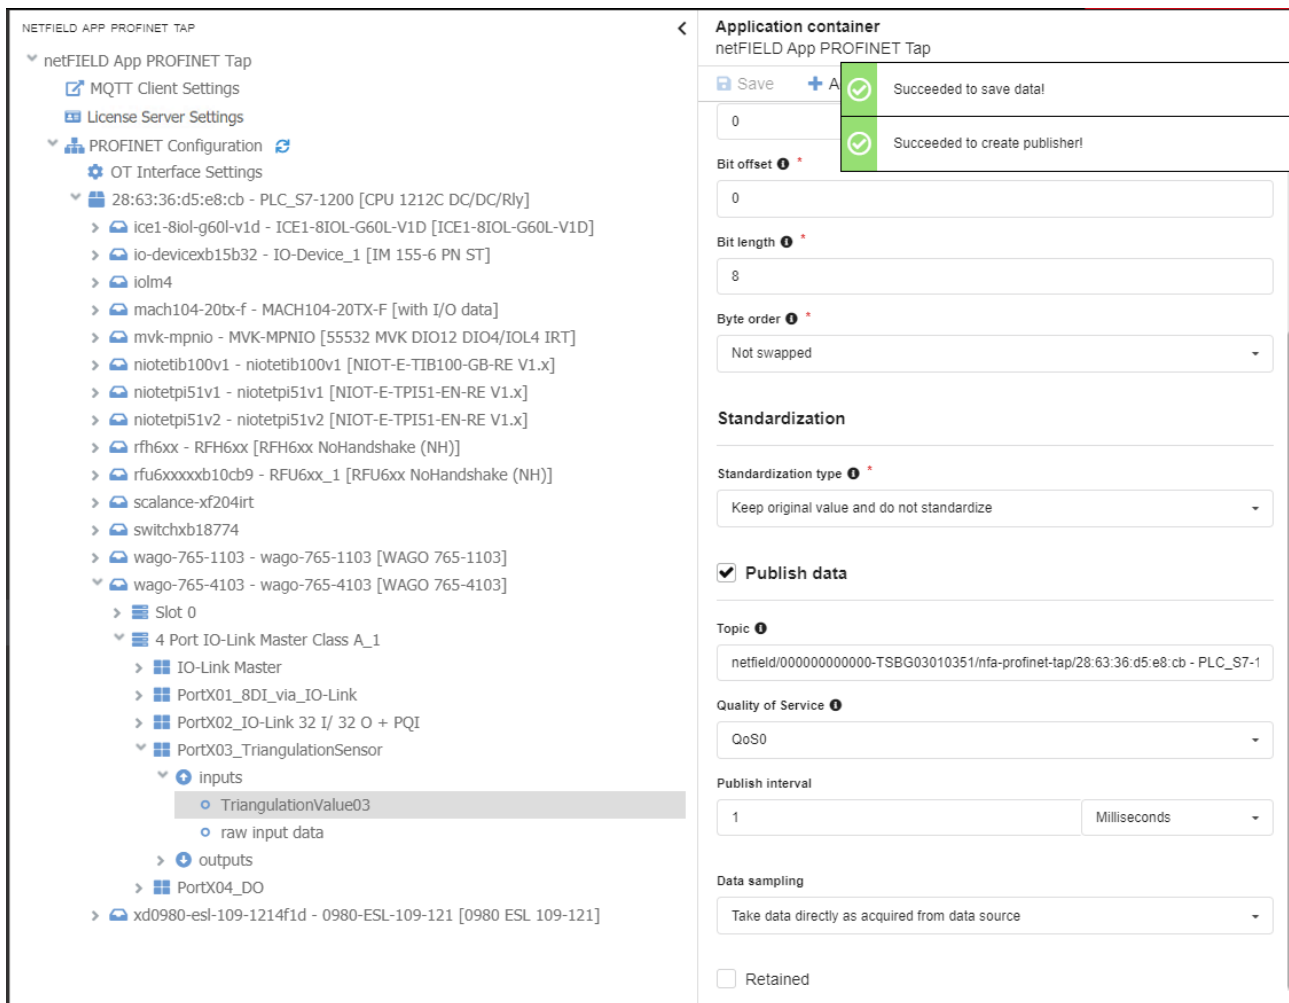 NETFIELD APP PROFINET TAP
netFIELD App PROFINET Tap
MQTT Client Settings
License Server Settings
PROFINET Configuration
OT Interface Settings
28:63:36:d5:e8:cb - PLC_S7-1200 [CPU 1212C DC/DC/Rly]
ice1-8iol-g60l-v1d - ICE1-8IOL-G60L-V1D [ICE1-8IOL-G60L-V1D]
io-devicexb15b32 - IO-Device_1 [IM 155-6 PN ST]
iolm4
mach104-20tx-f - MACH104-20TX-F [with I/O data]
mvk-mpnio - MVK-MPNIO [55532 MVK DIO12 DIO4/IOL4 IRT]
niotetib100v1 - niotetib100v1 [NIOT-E-TIB100-GB-RE V1.x]
niotetpi51v1 - niotetpi51v1 [NIOT-E-TPI51-EN-RE V1.x]
niotetpi51v2 - niotetpi51v2 [NIOT-E-TPI51-EN-RE V1.x]
rfh6xx - RFH6xx [RFH6xx NoHandshake (NH)]
rfu6xxxxxb10cb9 - RFU6xx_1 [RFU6xx NoHandshake (NH)]
scalance-xf204irt
switchxb18774
wago-765-1103 - wago-765-1103 [WAGO 765-1103]
wago-765-4103 - wago-765-4103 [WAGO 765-4103]
Slot 0
4 Port IO-Link Master Class A_1
IO-Link Master
PortX01_8DI_via_IO-Link
PortX02_IO-Link 32 I/ 32 O + PQI
PortX03_TriangulationSensor
inputs
TriangulationValue03
raw input data
outputs
PortX04_DO
xd0980-esl-109-1214f1d - 0980-ESL-109-121 [0980 ESL 109-121]
Application container
netFIELD App PROFINET Tap
Save + A
Succeeded to save data!
Succeeded to create publisher!
0
Bit offset *
0
Bit length *
8
Byte order *
Not swapped
Standardization
Standardization type *
Keep original value and do not standardize
Publish data
Topic
netfield/000000000000-TSBG03010351/nfa-profinet-tap/28:63:36:d5:e8:cb - PLC_S7-1
Quality of Service
QoS0
Publish interval
1 Milliseconds
Data sampling
Take data directly as acquired from data source
Retained